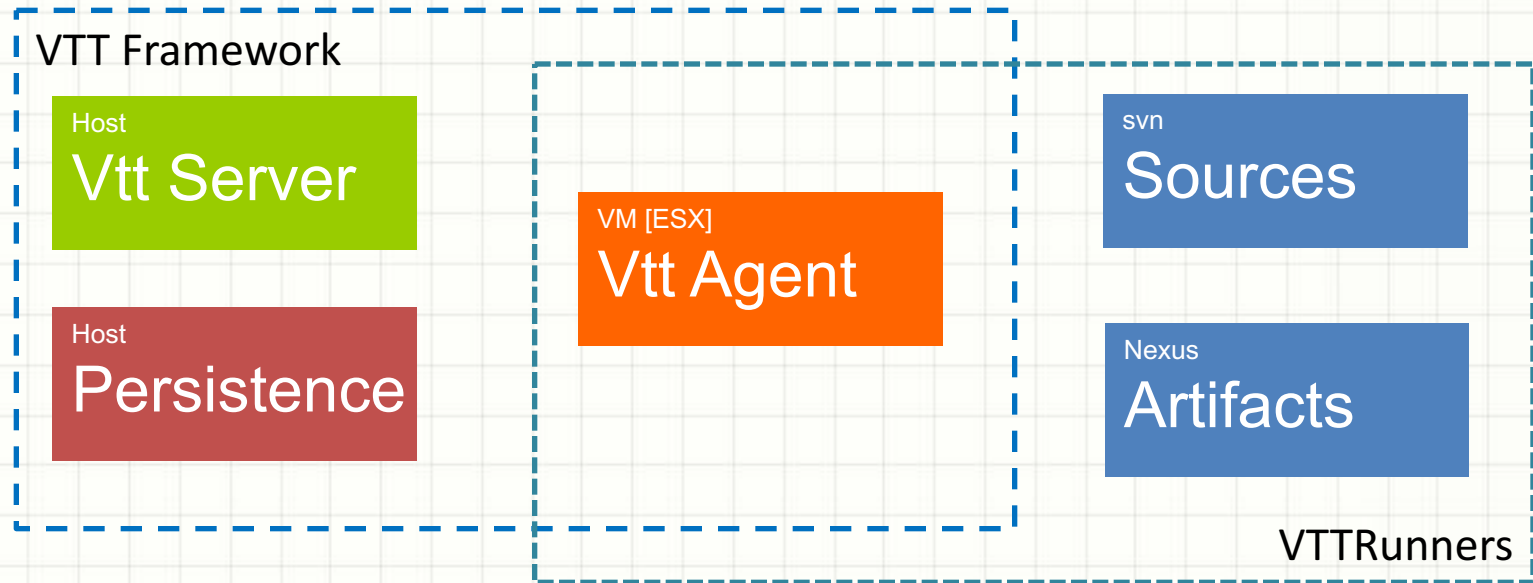 VTT Framework
Host
Vtt Server
Host
Persistence
VM [ESX]
Vtt Agent
svn
Sources
Nexus
Artifacts
VTTRunners